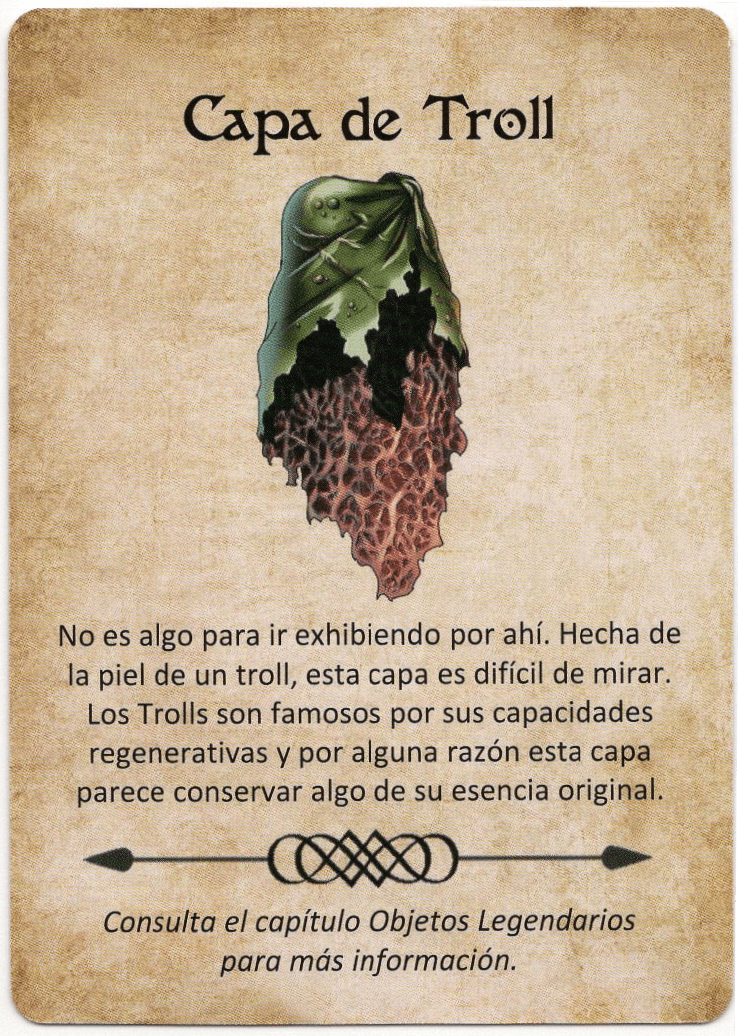 Capa de Troll
No es algo para ir exhibiendo por ahí. Hecha de
la piel de un troll, esta capa es difícil de mirar.
Los Trolls son famosos por sus capacidades
regenerativas y por alguna razón esta capa
parece conservar algo de su esencia original.
Consulta el capítulo Objetos Legendarios
para más información.